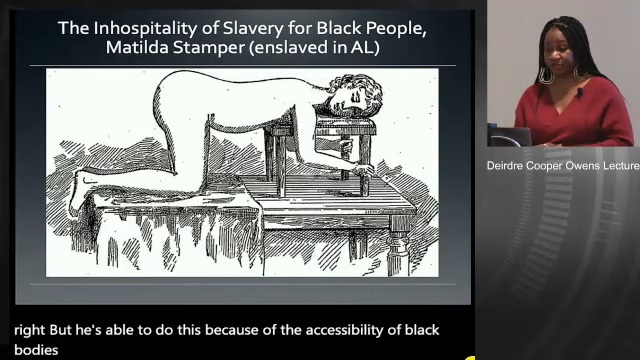 The Inhospitality of Slavery for Black People,
Matilda Stamper (enslaved in AL)
Deirdre Cooper Owens Lecture
right But he's able to do this because of the accessibility of black
bodies